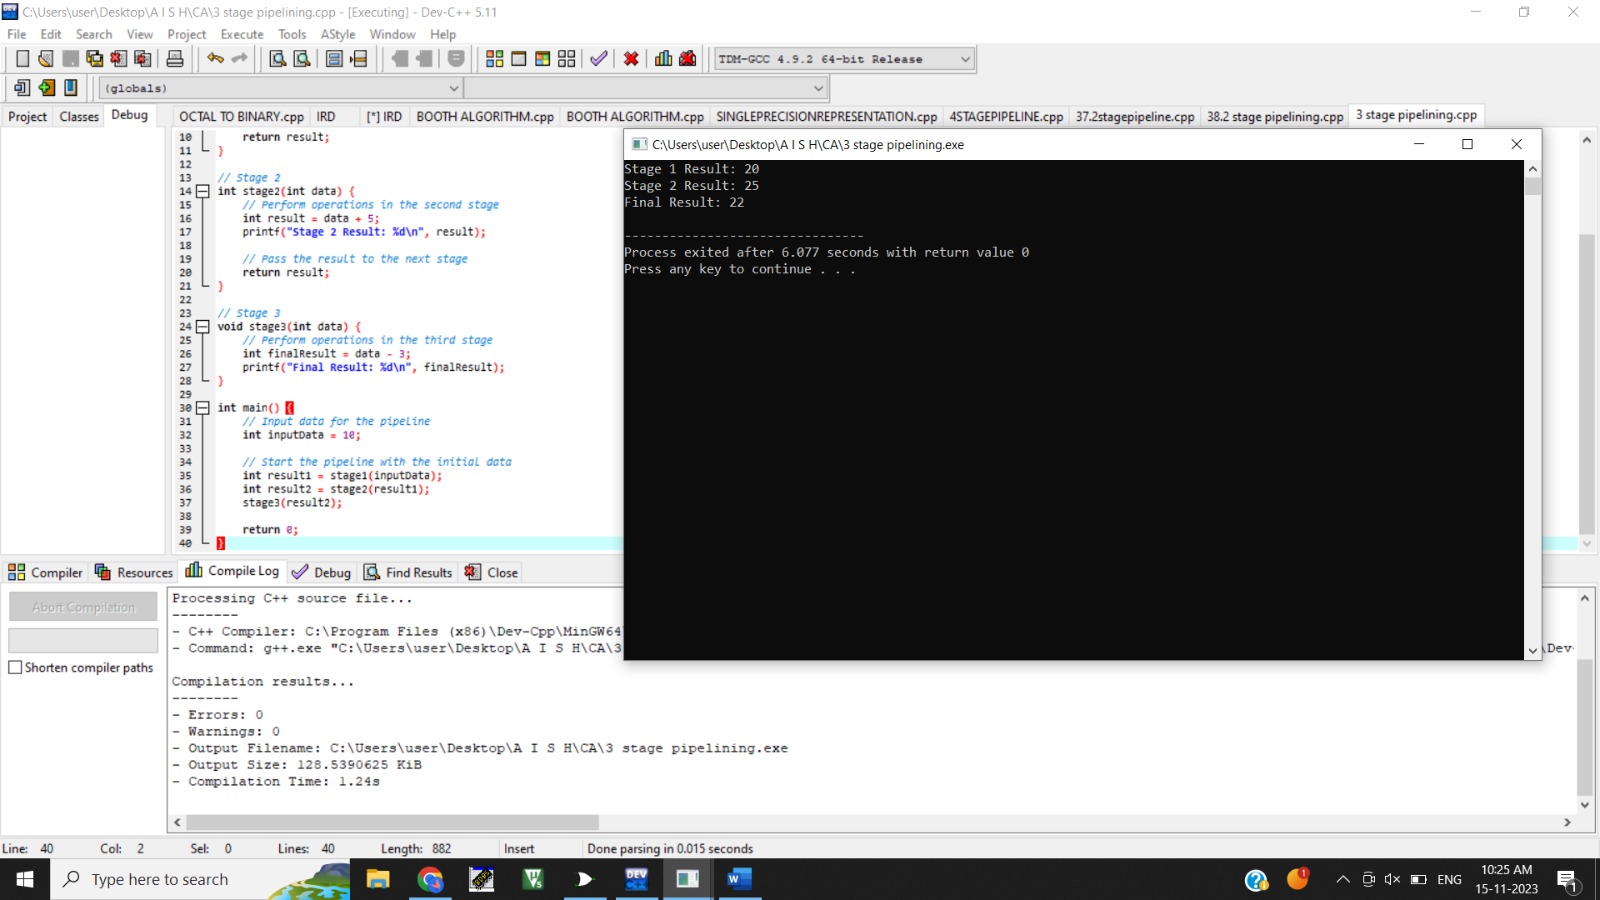 C:\Users\user\Desktop\A I S H\CA\3 stage pipelining.cpp - [Executing] - Dev-C++ 5.11
File Edit Search View Project Execute Tools AStyle Window Help
TDM-GCC 4.9.2 64-bit Release
(globals)
Project Classes Debug
OCTAL TO BINARY.cpp IRD [*] IRD BOOTH ALGORITHM.cpp BOOTH ALGORITHM.cpp SINGLEPRECISIONREPRESENTATION.cpp 4STAGEPIPELINE.cpp 37.2stagepipeline.cpp 38.2 stage pipelining.cpp 3 stage pipelining.cpp
10 return result;
11 }
12
13 // Stage 2
14 int stage2(int data) {
15 // Perform operations in the second stage
16 int result = data + 5;
17 printf("Stage 2 Result: %d\n", result);
18
19 // Pass the result to the next stage
20 return result;
21 }
22
23 // Stage 3
24 void stage3(int data) {
25 // Perform operations in the third stage
26 int finalResult = data - 3;
27 printf("Final Result: %d\n", finalResult);
28 }
29
30 int main() {
31 // Input data for the pipeline
32 int inputData = 10;
33
34 // Start the pipeline with the initial data
35 int result1 = stage1(inputData);
36 int result2 = stage2(result1);
37 stage3(result2);
38
39 return 0;
40 }
C:\Users\user\Desktop\A I S H\CA\3 stage pipelining.exe
Stage 1 Result: 20
Stage 2 Result: 25
Final Result: 22
--------------------------------
Process exited after 6.077 seconds with return value 0
Press any key to continue . . .
Compiler Resources Compile Log Debug Find Results Close
Abort Compilation
Shorten compiler paths
Processing C++ source file...
--------
- C++ Compiler: C:\Program Files (x86)\Dev-Cpp\MinGW64
- Command: g++.exe "C:\Users\user\Desktop\A I S H\CA\3 \Dev-
Compilation results...
--------
- Errors: 0
- Warnings: 0
- Output Filename: C:\Users\user\Desktop\A I S H\CA\3 stage pipelining.exe
- Output Size: 128.5390625 KiB
- Compilation Time: 1.24s
Line: 40 Col: 2 Sel: 0 Lines: 40 Length: 882 Insert Done parsing in 0.015 seconds
Type here to search
DEV
1
ENG
10:25 AM
15-11-2023
1